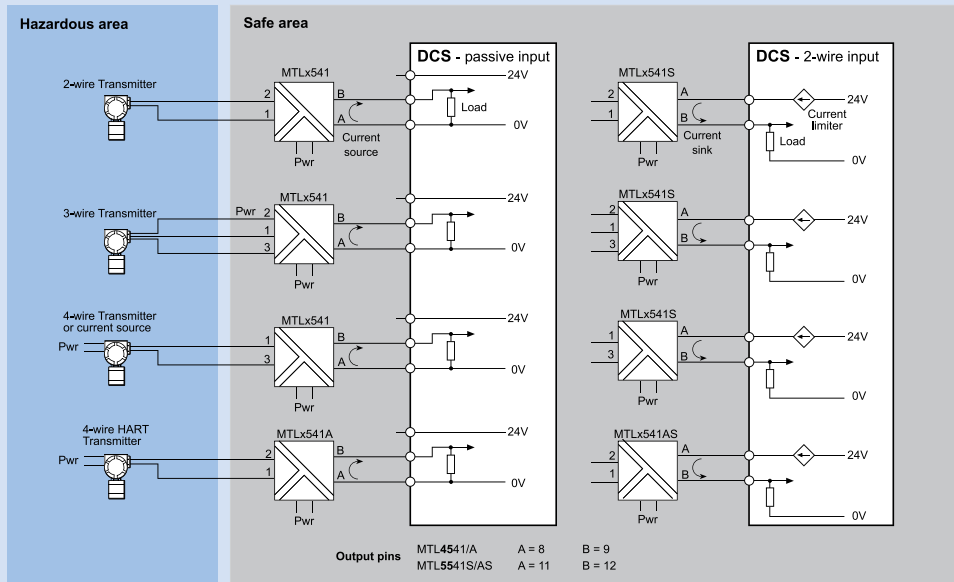 Hazardous area
Safe area
DCS - passive input
DCS - 2-wire input
2-wire Transmitter
MTLx541
2
1
B
A
Current
source
Pwr
24V
Load
0V
MTLx541S
2
1
A
B
Current
sink
Pwr
24V
Current
limiter
Load
0V
3-wire Transmitter
MTLx541
Pwr 2
1
3
B
A
Pwr
24V
0V
MTLx541S
2
1
3
A
B
Pwr
24V
0V
4-wire Transmitter
or current source
Pwr
MTLx541
1
3
B
A
Pwr
24V
0V
MTLx541S
1
3
A
B
Pwr
24V
0V
4-wire HART
Transmitter
Pwr
MTLx541A
2
1
B
A
Pwr
24V
0V
MTLx541AS
2
1
A
B
Pwr
24V
0V
Output pins
MTL4541/A A = 8 B = 9
MTL5541S/AS A = 11 B = 12